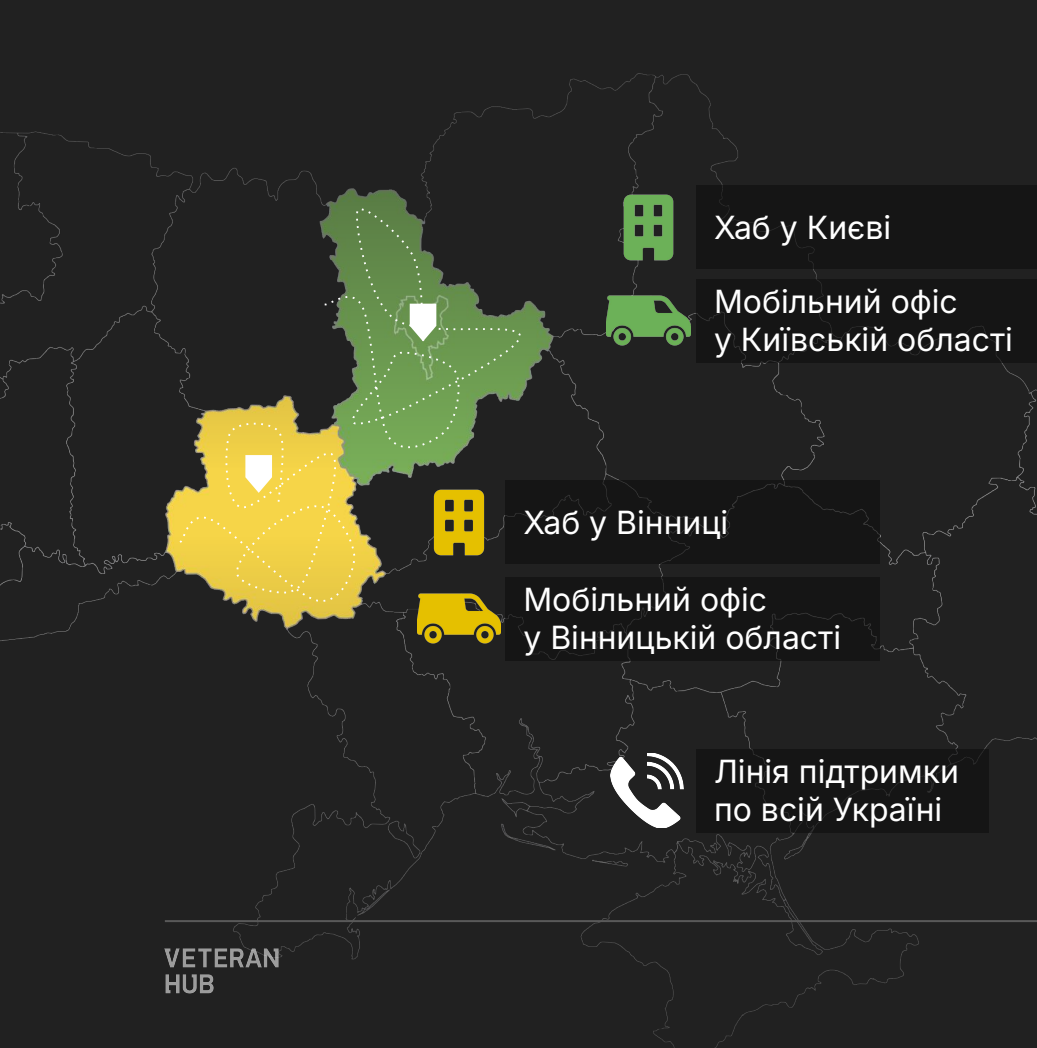 Хаб у Києві
Мобільний офіс
у Київській області
Хаб у Вінниці
Мобільний офіс
у Вінницькій області
Лінія підтримки
по всій Україні
VETERAN
HUB